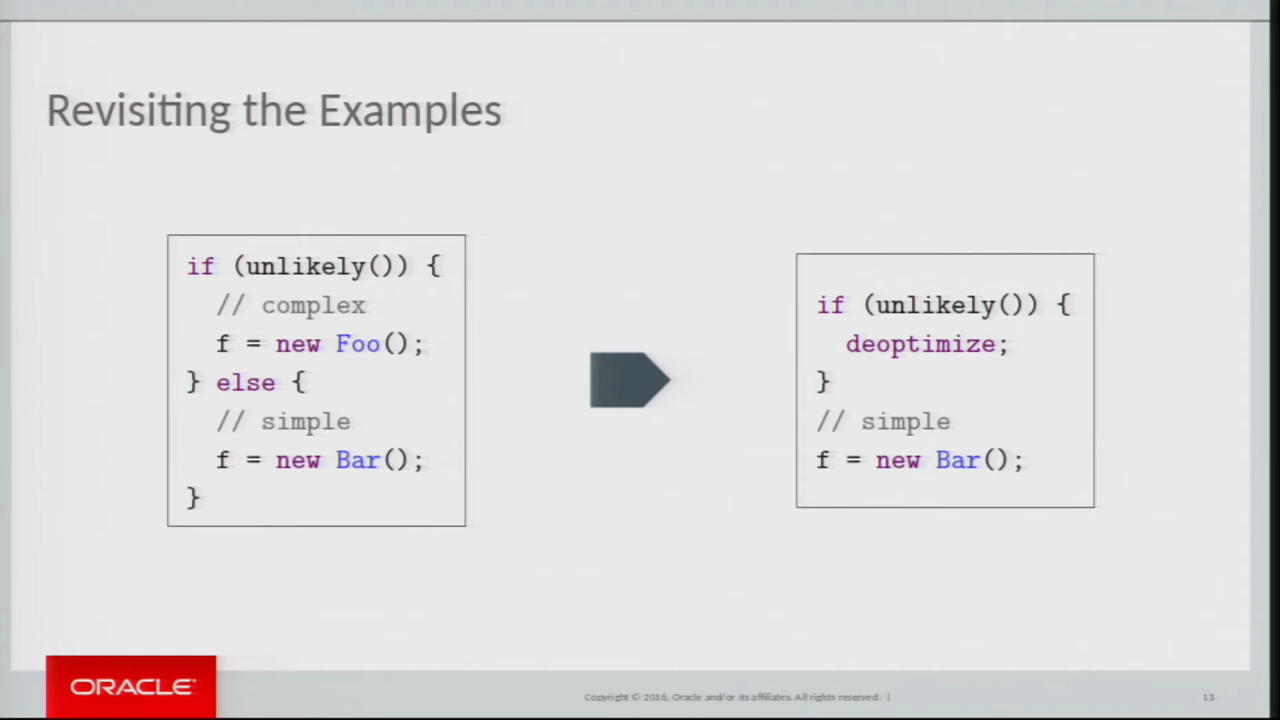 Revisiting the Examples
if (unlikely()) {
// complex
f = new Foo();
} else {
// simple
f = new Bar();
}
if (unlikely()) {
deoptimize;
}
// simple
f = new Bar();
ORACLE
Copyright © 2016, Oracle and/or its affiliates. All rights reserved. |
13